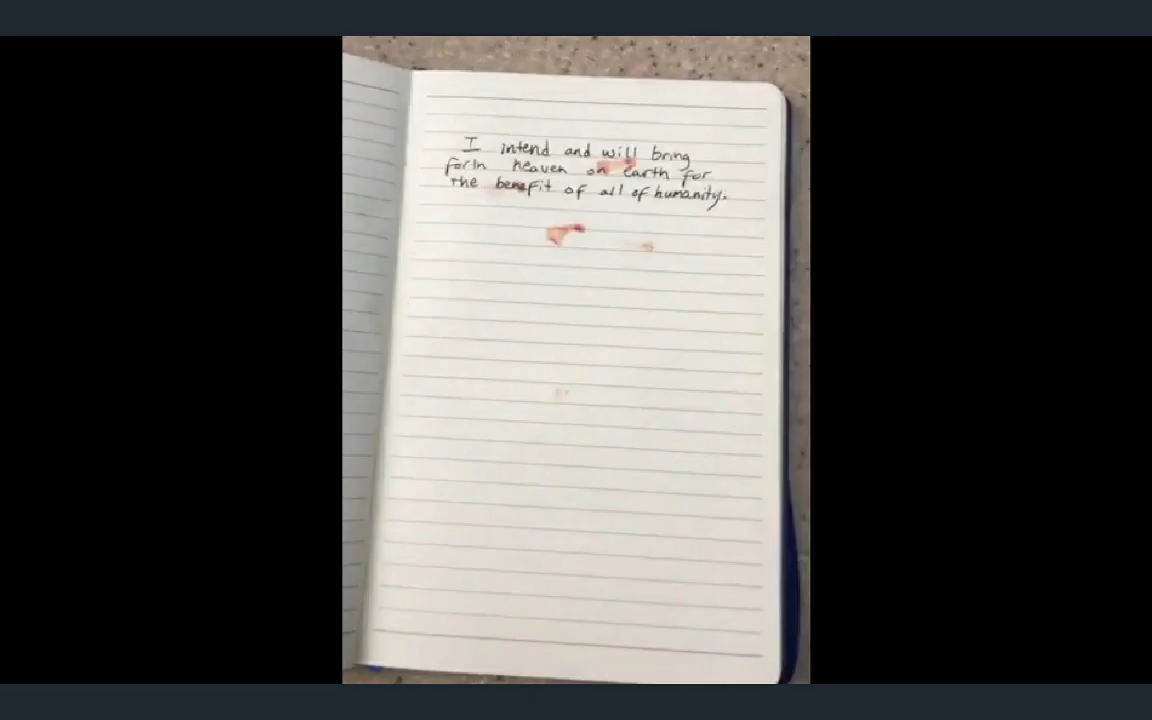 I intend and will bring
forth heaven on earth for
the benefit of all of humanity.